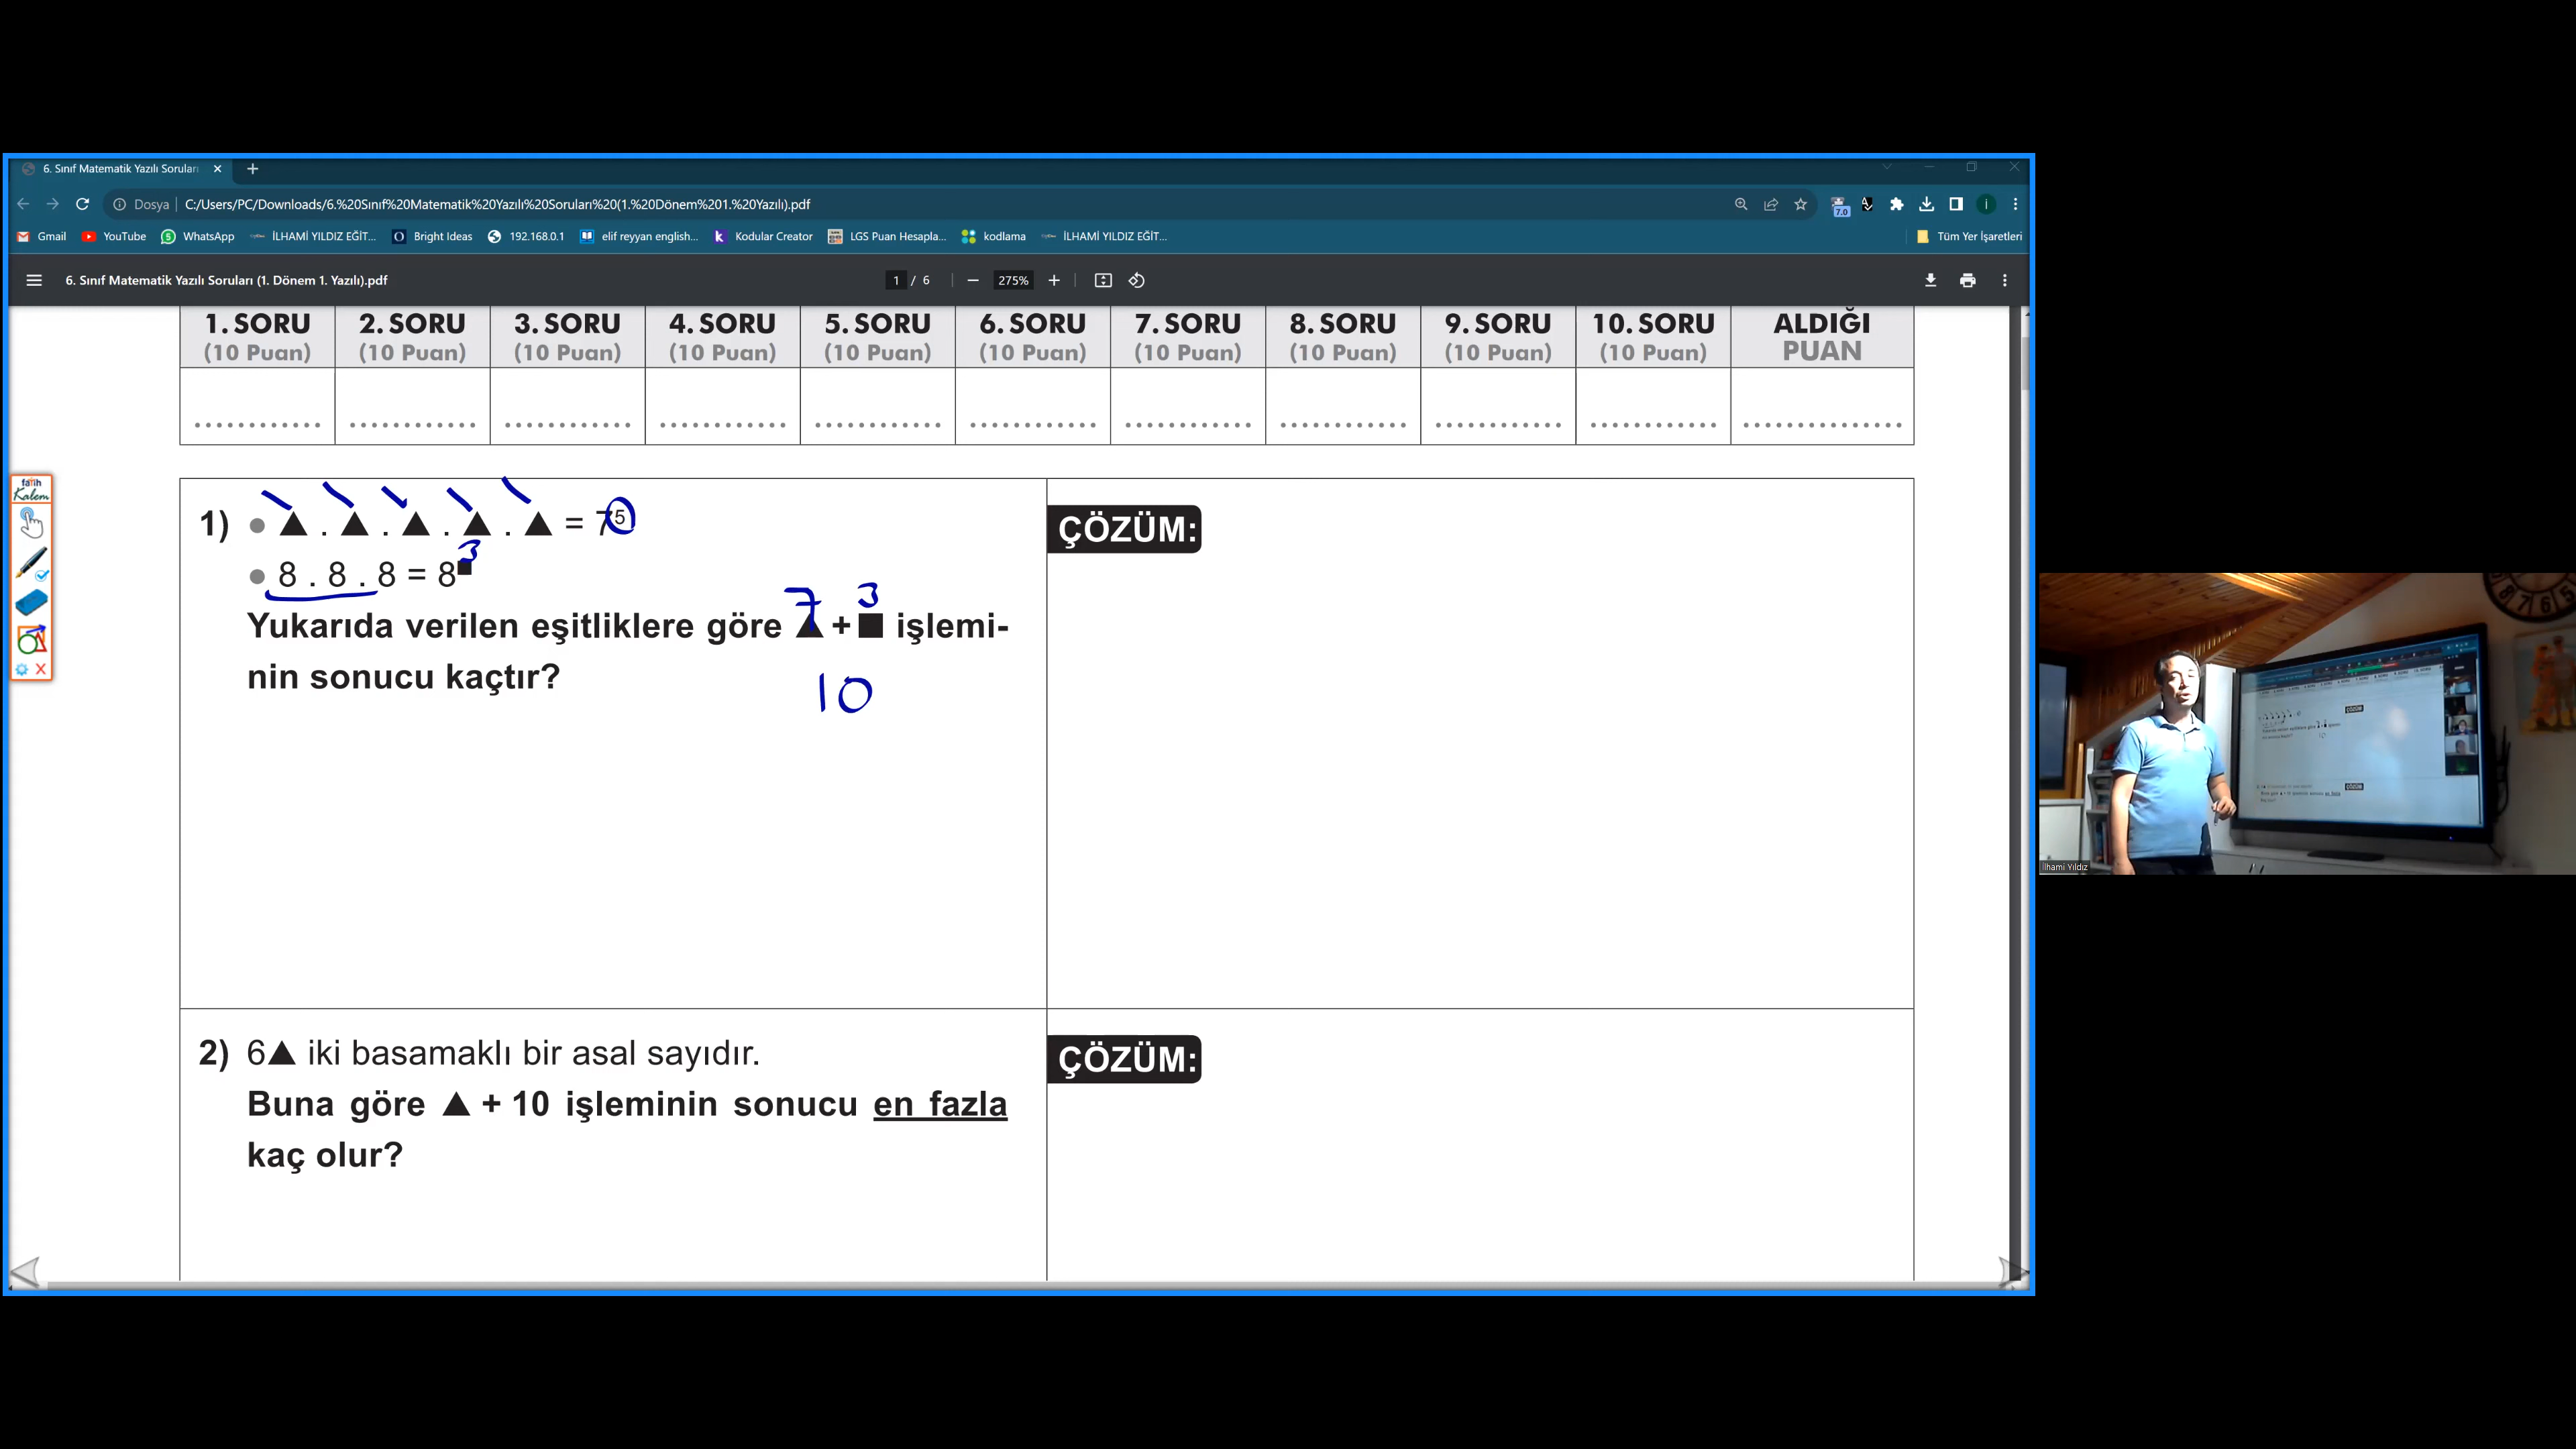 6. Sınıf Matematik Yazılı Soruları
Dosya C:/Users/PC/Downloads/6.%20Sınıf%20Matematik%20Yazılı%20Soruları%20(1.%20Dönem%201.%20Yazılı).pdf
7.0
i
Gmail YouTube WhatsApp İLHAMİ YILDIZ EĞİT... Bright Ideas 192.168.0.1 elif reyyan english... Kodular Creator LGS Puan Hesapla... kodlama İLHAMİ YILDIZ EĞİT... Tüm Yer İşaretleri
6. Sınıf Matematik Yazılı Soruları (1. Dönem 1. Yazılı).pdf 1 / 6 275%
1. SORU 2. SORU 3. SORU 4. SORU 5. SORU 6. SORU 7. SORU 8. SORU 9. SORU 10. SORU ALDIĞI
(10 Puan) (10 Puan) (10 Puan) (10 Puan) (10 Puan) (10 Puan) (10 Puan) (10 Puan) (10 Puan) (10 Puan) PUAN
fatih
Kalem
1) • ▲ . ▲ . ▲ . ▲ . ▲ = 7⁵
3
• 8 . 8 . 8 = 8■
7 3
Yukarıda verilen eşitliklere göre ▲ + ■ işlemi-
nin sonucu kaçtır?
10
ÇÖZÜM:
2) 6▲ iki basamaklı bir asal sayıdır.
Buna göre ▲ + 10 işleminin sonucu en fazla
kaç olur?
ÇÖZÜM:
İlhami Yıldız